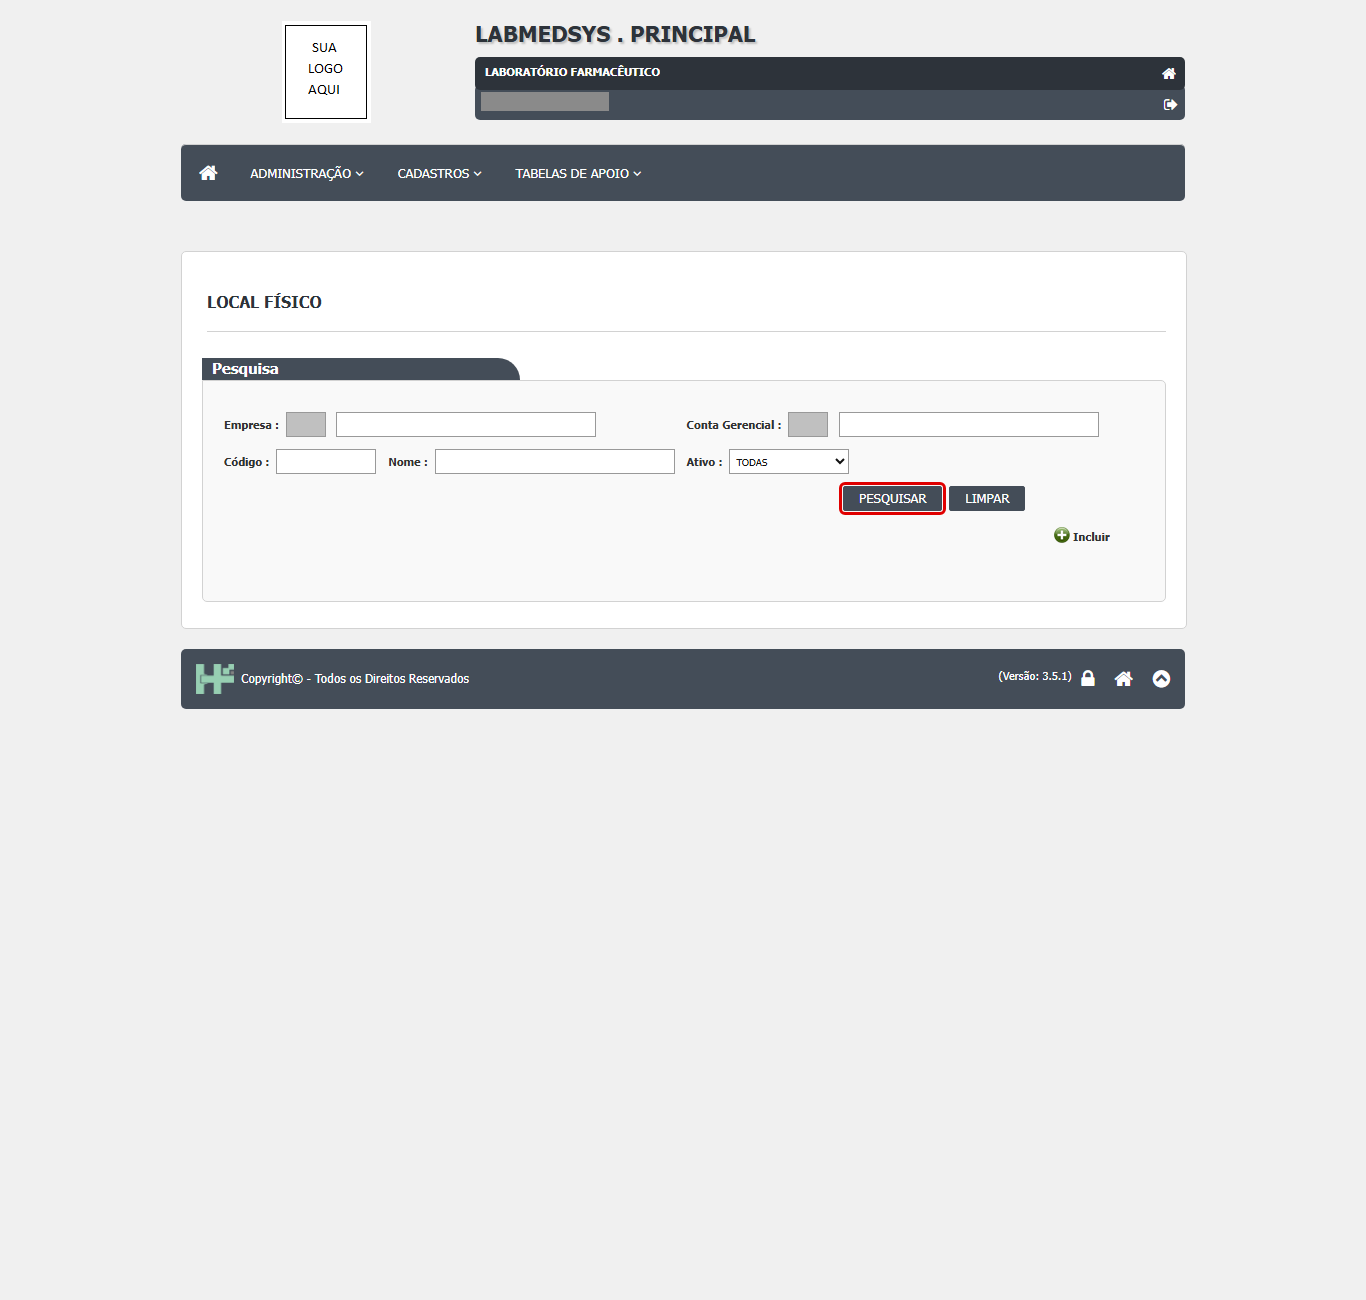 SUA
LOGO
AQUI
LABMEDSYS . PRINCIPAL
LABORATÓRIO FARMACÊUTICO
ADMINISTRAÇÃO CADASTROS TABELAS DE APOIO
LOCAL FÍSICO
Pesquisa
Empresa : Conta Gerencial :
Código : Nome : Ativo : TODAS
PESQUISAR LIMPAR
Incluir
Copyright© - Todos os Direitos Reservados (Versão: 3.5.1)